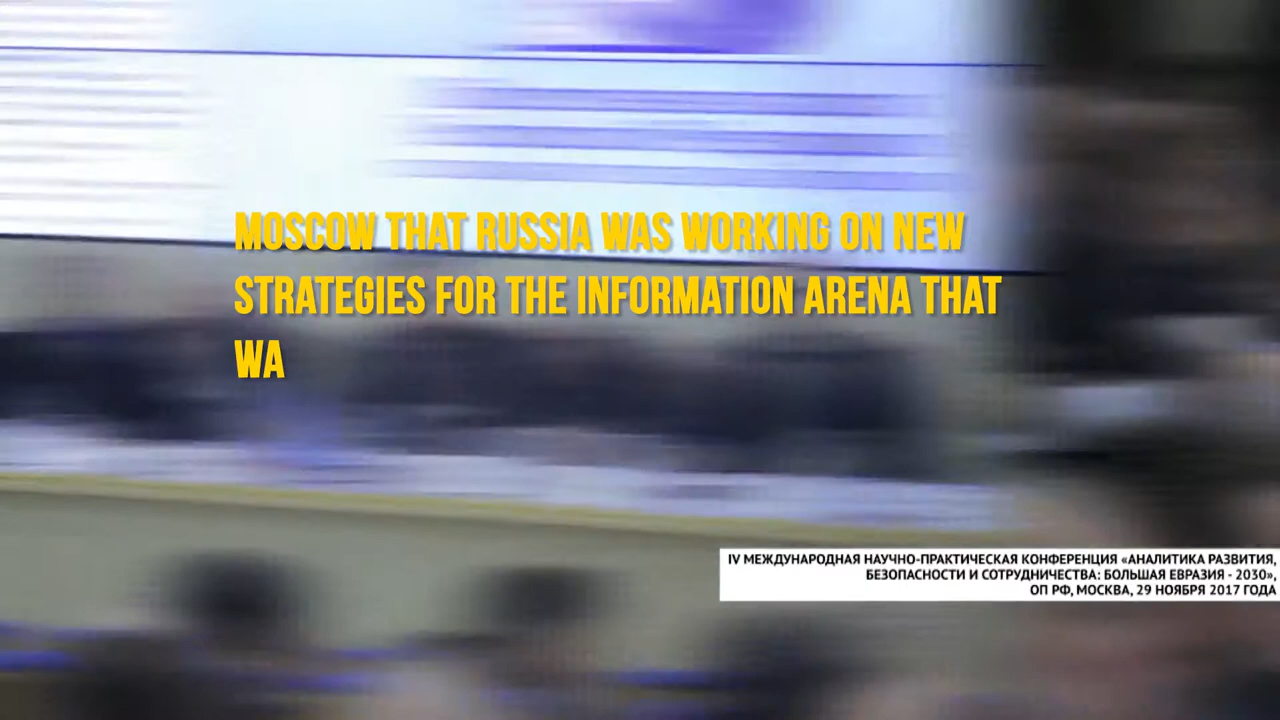 MOSCOW THAT RUSSIA WAS WORKING ON NEW
STRATEGIES FOR THE INFORMATION ARENA THAT
WA
IV МЕЖДУНАРОДНАЯ НАУЧНО-ПРАКТИЧЕСКАЯ КОНФЕРЕНЦИЯ «АНАЛИТИКА РАЗВИТИЯ,
БЕЗОПАСНОСТИ И СОТРУДНИЧЕСТВА: БОЛЬШАЯ ЕВРАЗИЯ - 2030»,
ОП РФ, МОСКВА, 29 НОЯБРЯ 2017 ГОДА